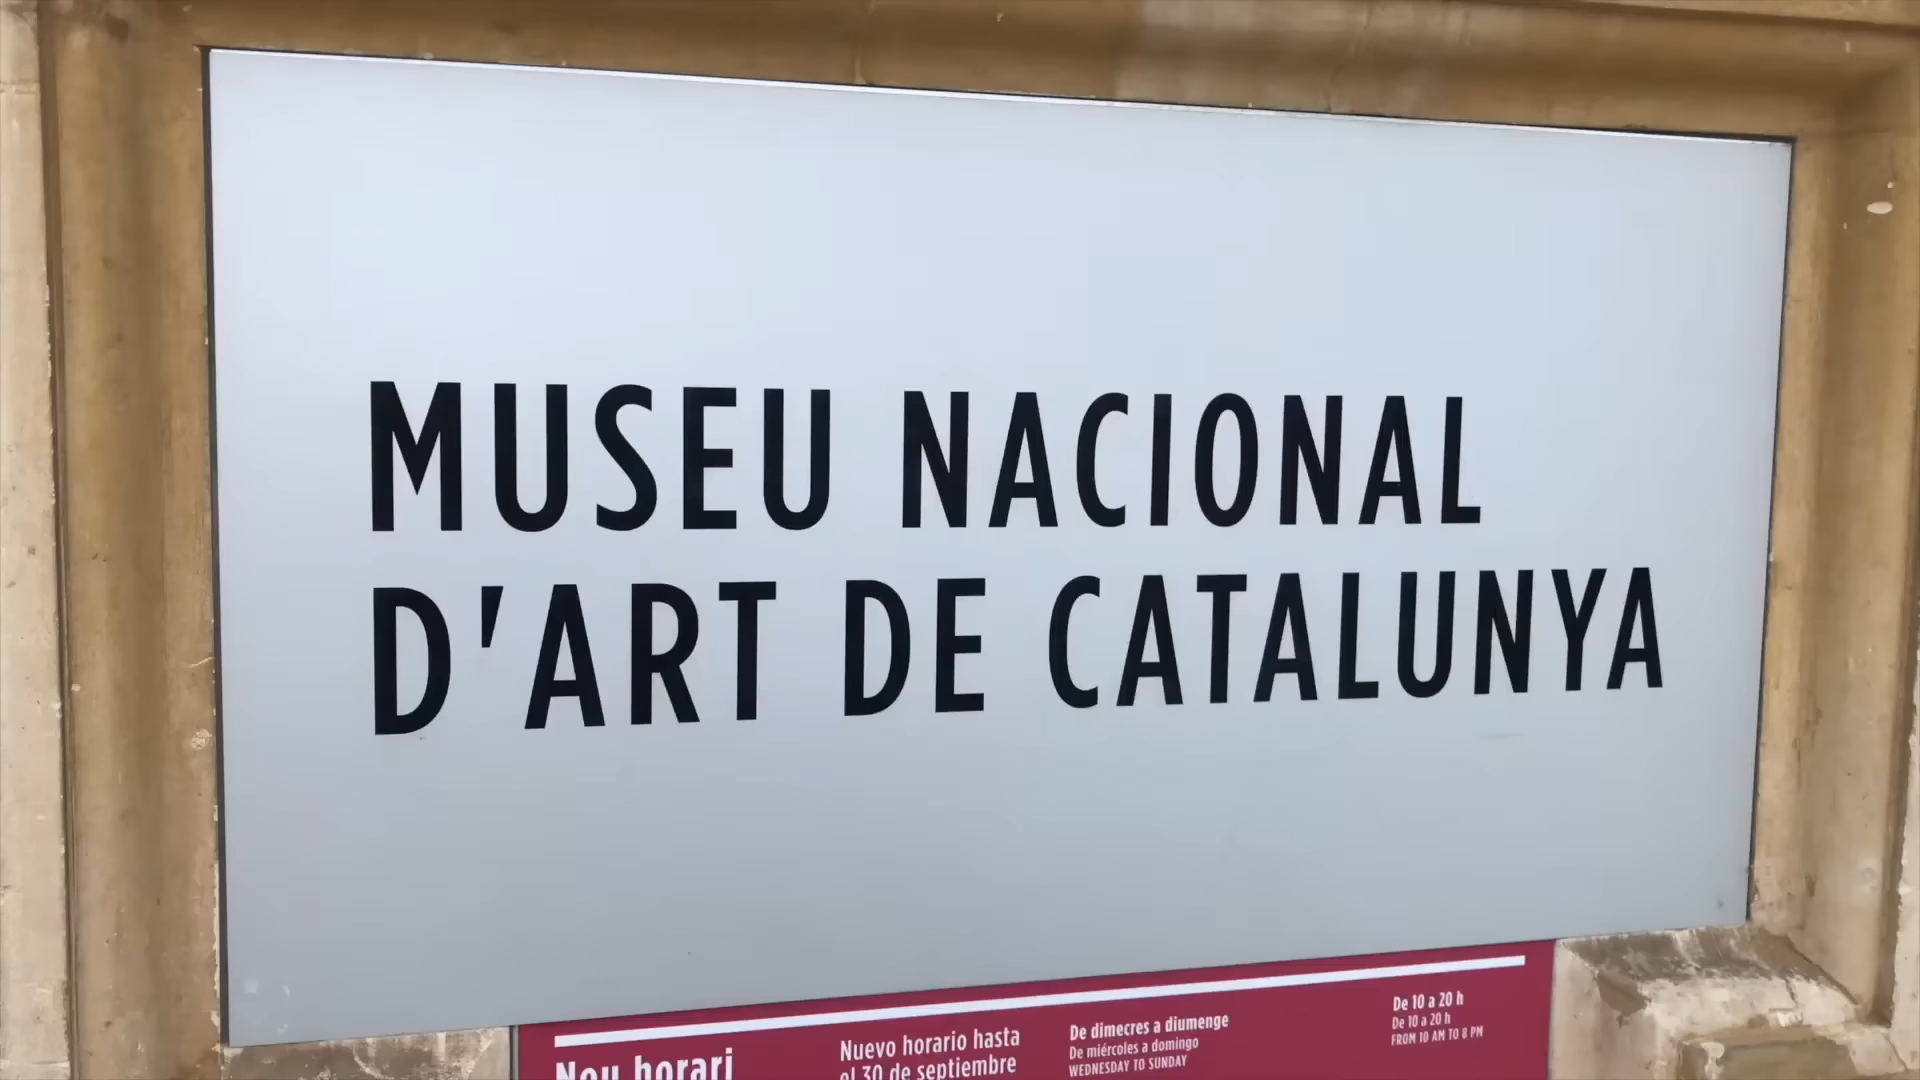 MUSEU NACIONAL
D'ART DE CATALUNYA
Nou horari
Nuevo horario hasta
el 30 de septiembre
De dimecres a diumenge
De miércoles a domingo
WEDNESDAY TO SUNDAY
De 10 a 20 h
De 10 a 20 h
FROM 10 AM TO 8 PM